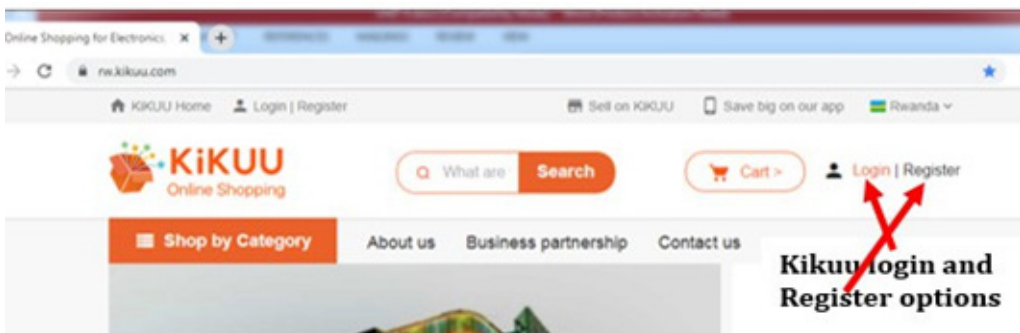 Online Shopping for Electronics
rw.kikuu.com
KiKUU Home Login | Register Sell on KiKUU Save big on our app Rwanda
KiKUU
Online Shopping
What are Search
Cart > Login | Register
Shop by Category About us Business partnership Contact us
Kikuu login and
Register options